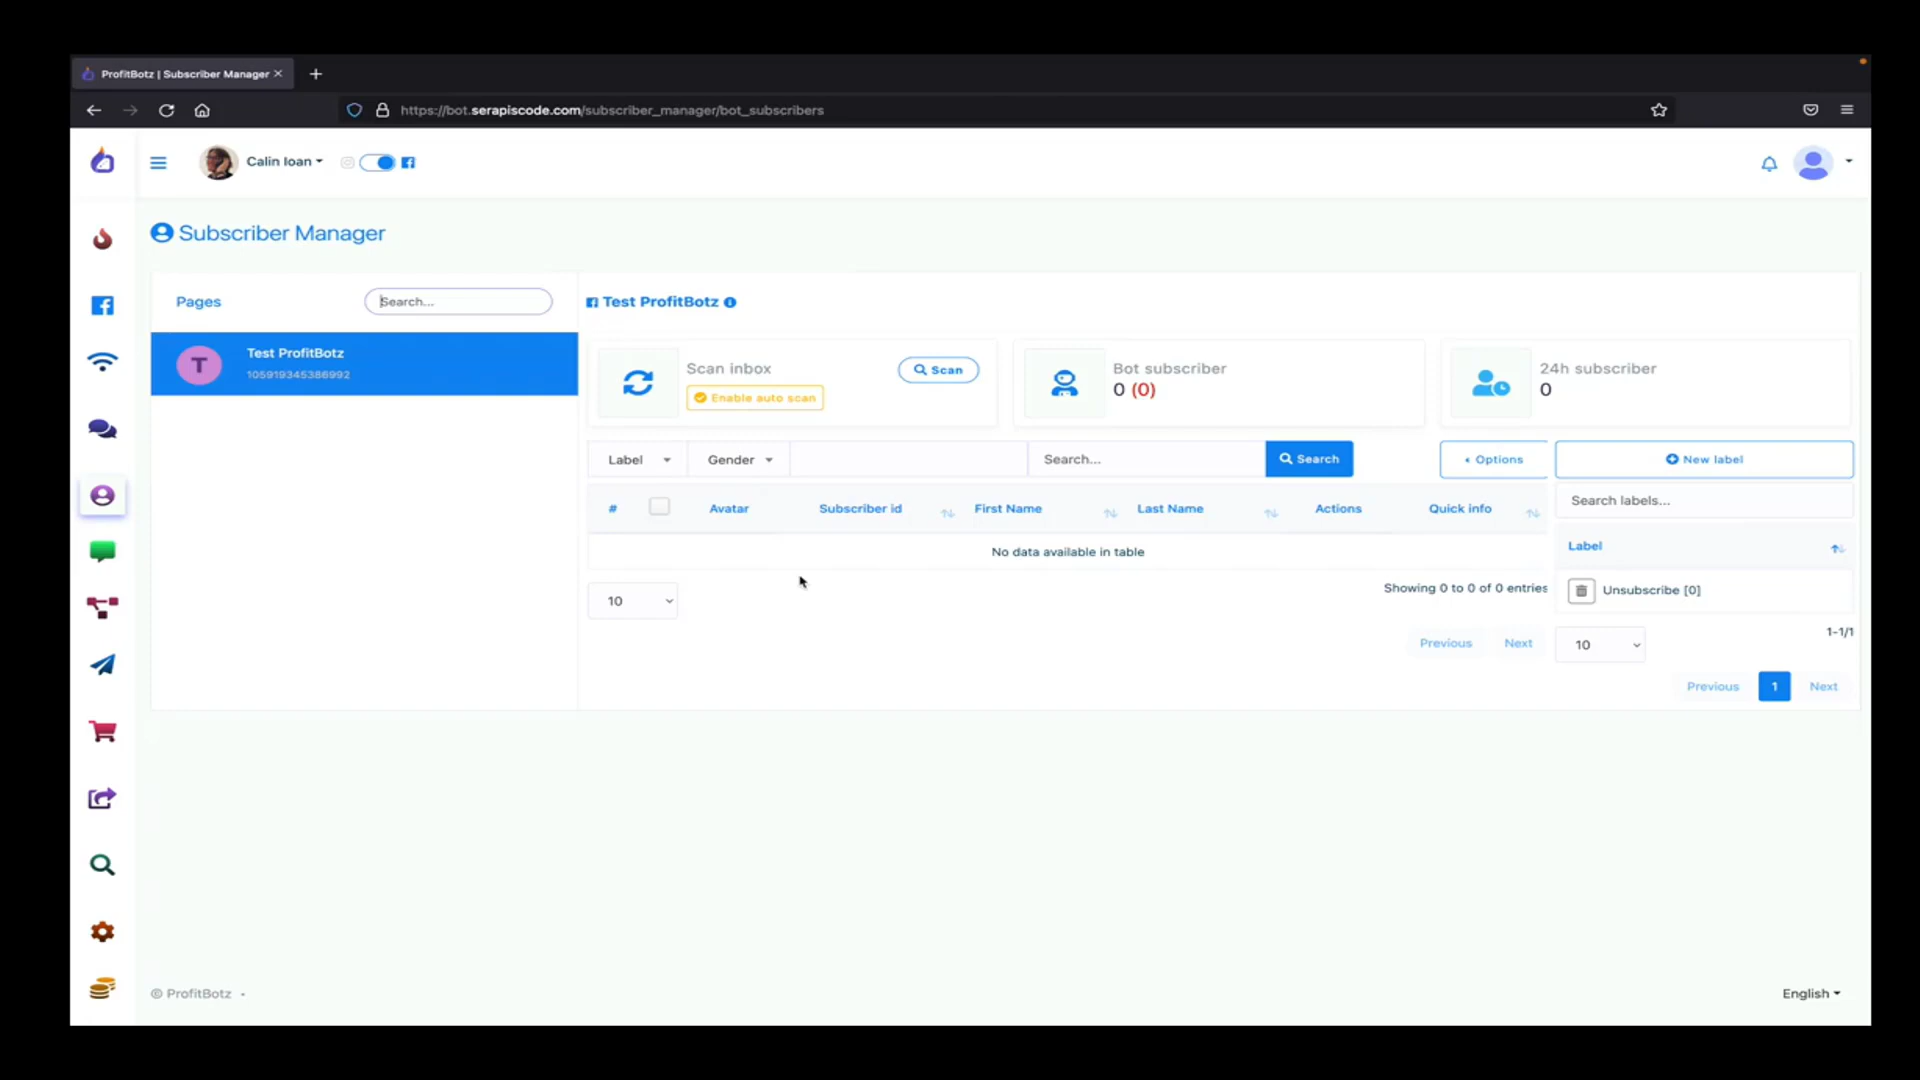 ProfitBotz | Subscriber Manager
https://bot.serapiscode.com/subscriber_manager/bot_subscribers
Calin Ioan
Subscriber Manager
Pages
Search...
Test ProfitBotz
105919345386992
Test ProfitBotz
T
Scan inbox
Scan
Enable auto scan
Bot subscriber
0 (0)
24h subscriber
0
Label
Gender
Search...
Search
Options
New label
Search labels...
# Avatar Subscriber id First Name Last Name Actions Quick info
No data available in table
Label
Unsubscribe [0]
10
Showing 0 to 0 of 0 entries
Previous Next
10
1-1/1
Previous 1 Next
© ProfitBotz •
English